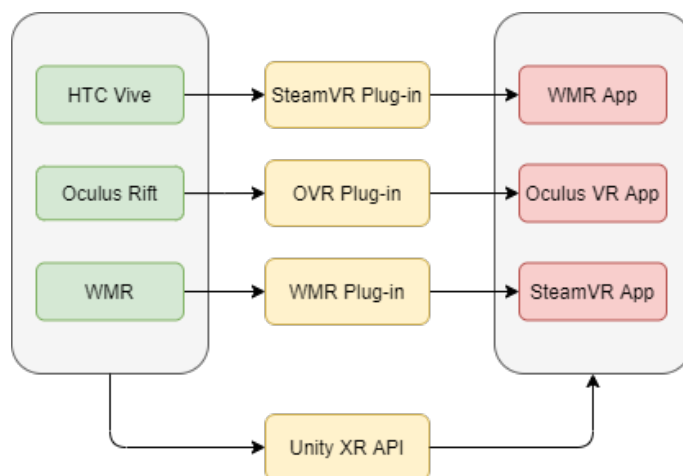 HTC Vive
SteamVR Plug-in
WMR App
Oculus Rift
OVR Plug-in
Oculus VR App
WMR
WMR Plug-in
SteamVR App
Unity XR API